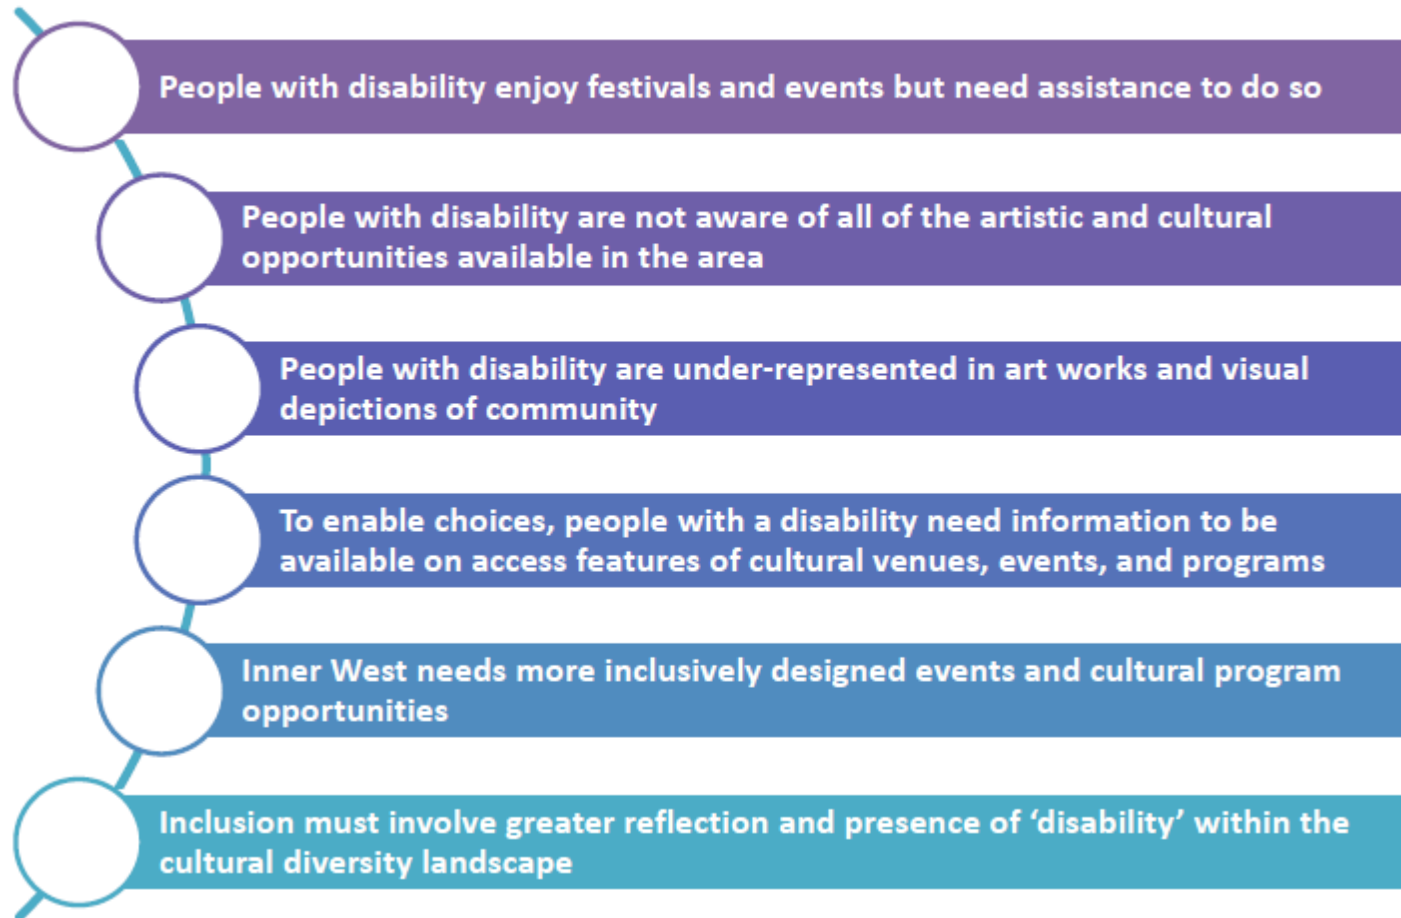 People with disability enjoy festivals and events but need assistance to do so
People with disability are not aware of all of the artistic and cultural
opportunities available in the area
People with disability are under-represented in art works and visual
depictions of community
To enable choices, people with a disability need information to be
available on access features of cultural venues, events, and programs
Inner West needs more inclusively designed events and cultural program
opportunities
Inclusion must involve greater reflection and presence of ‘disability’ within the
cultural diversity landscape